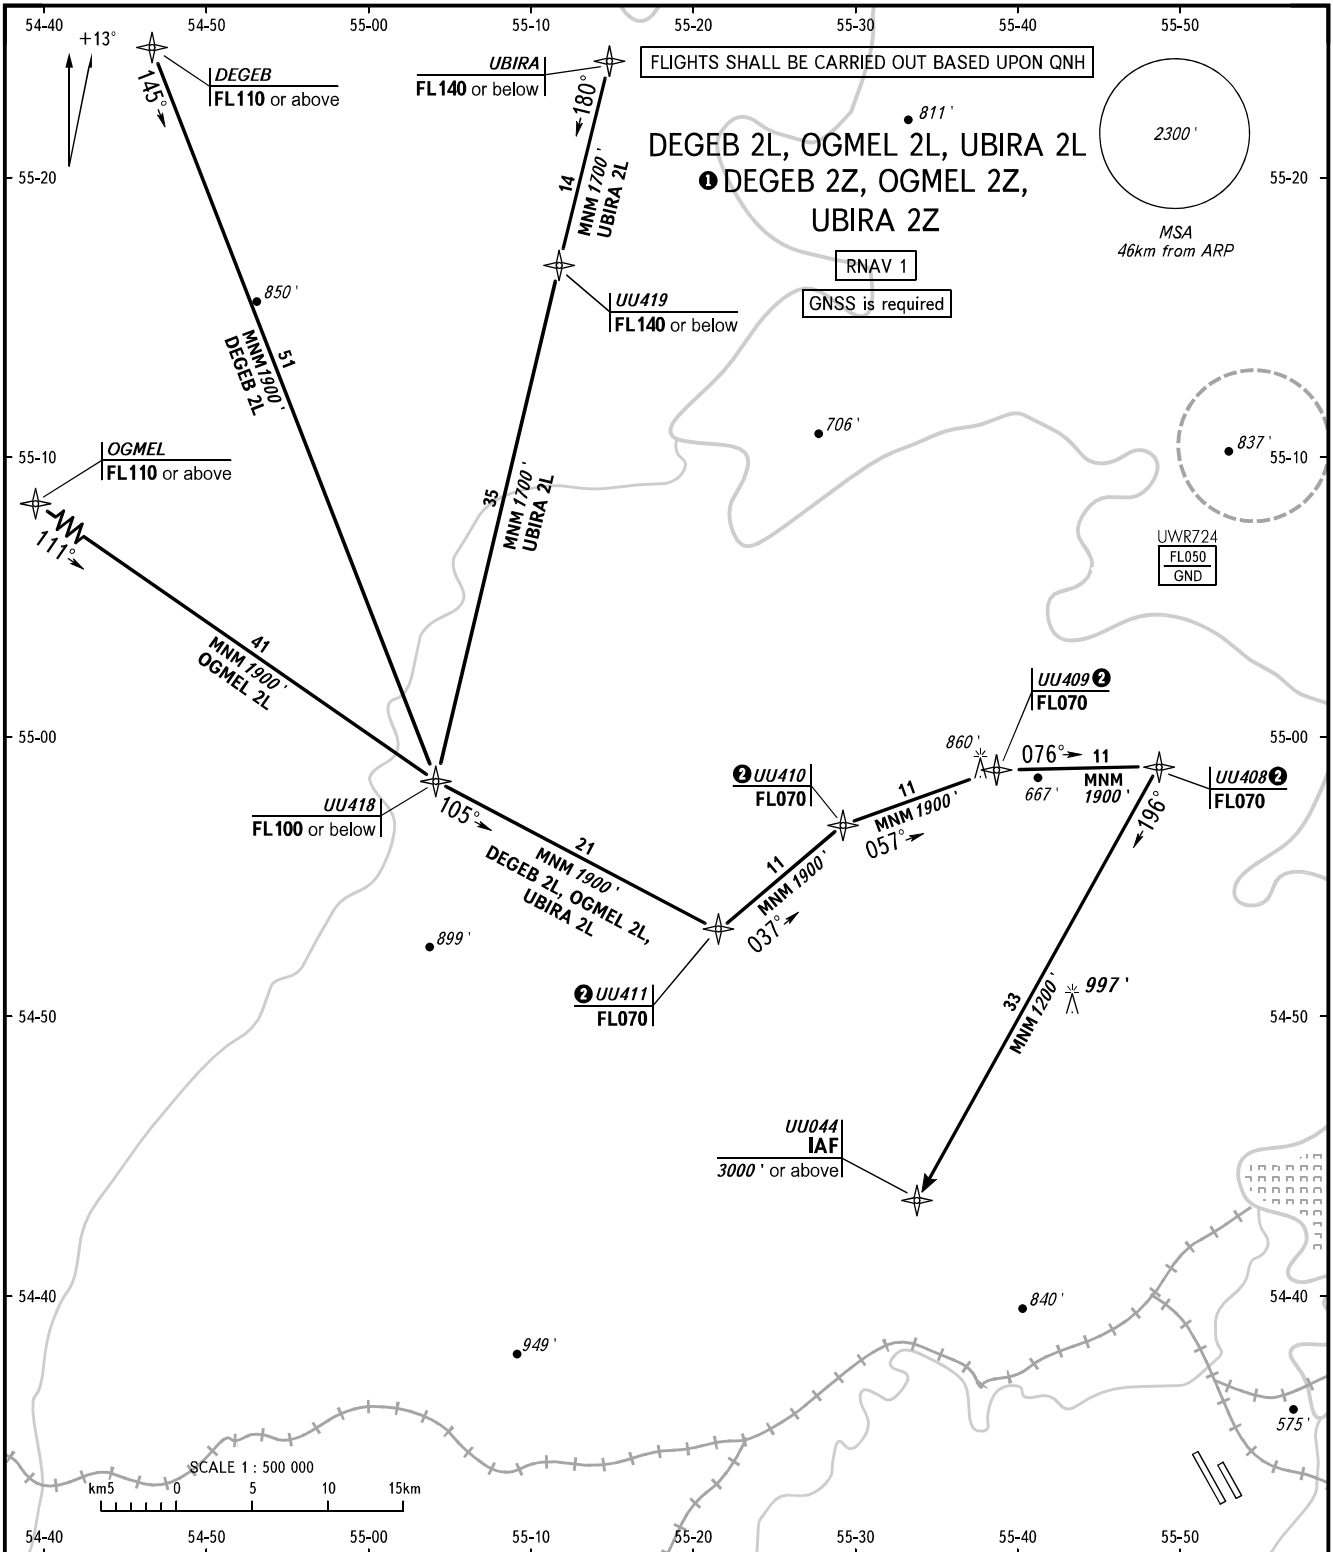 54-40 54-50 55-00 55-10 55-20 55-30 55-40 55-50
+13°
DEGEB
FL110 or above
145°
UBIRA
FL140 or below
180°
FLIGHTS SHALL BE CARRIED OUT BASED UPON QNH
811'
DEGEB 2L, OGMEL 2L, UBIRA 2L
❶ DEGEB 2Z, OGMEL 2Z,
UBIRA 2Z
RNAV 1
GNSS is required
2300'
MSA
46km from ARP
55-20
55-20
14
MNM 1700'
UBIRA 2L
UU419
FL140 or below
850'
51
MNM 1900'
DEGEB 2L
706'
837'
OGMEL
FL110 or above
55-10
55-10
111°
35
MNM 1700'
UBIRA 2L
UWR724
FL050
GND
41
MNM 1900'
OGMEL 2L
UU409 ❷
FL070
55-00
55-00
860'
076°
11
MNM
1900'
667'
UU408 ❷
FL070
❷ UU410
FL070
11
MNM 1900'
057°
196°
UU418
FL100 or below
105°
21
MNM 1900'
DEGEB 2L, OGMEL 2L,
UBIRA 2L
11
MNM 1900'
037°
899'
❷ UU411
FL070
33
MNM 1200'
997'
54-50
54-50
UU044
IAF
3000' or above
54-40
54-40
840'
949'
575'
SCALE 1 : 500 000
km5 0 5 10 15km
54-40 54-50 55-00 55-10 55-20 55-30 55-40 55-50